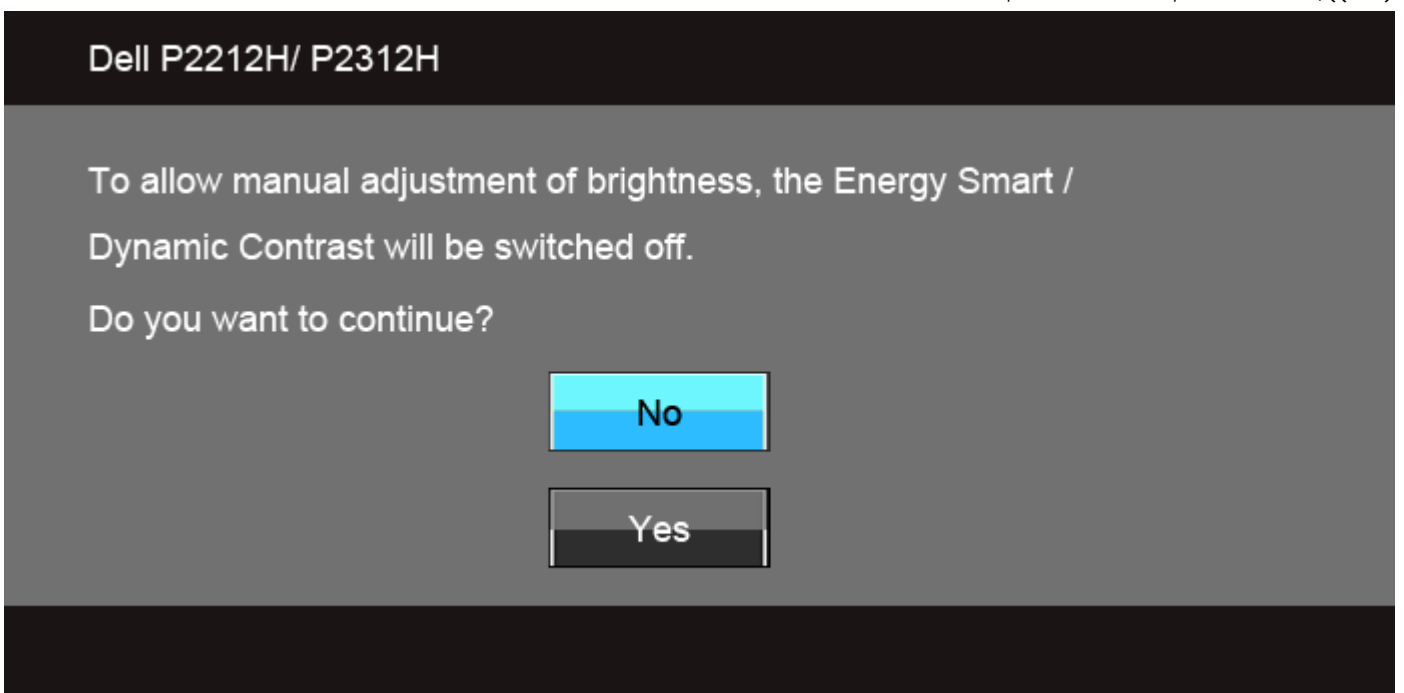 Dell P2212H/ P2312H
To allow manual adjustment of brightness, the Energy Smart /
Dynamic Contrast will be switched off.
Do you want to continue?
No
Yes